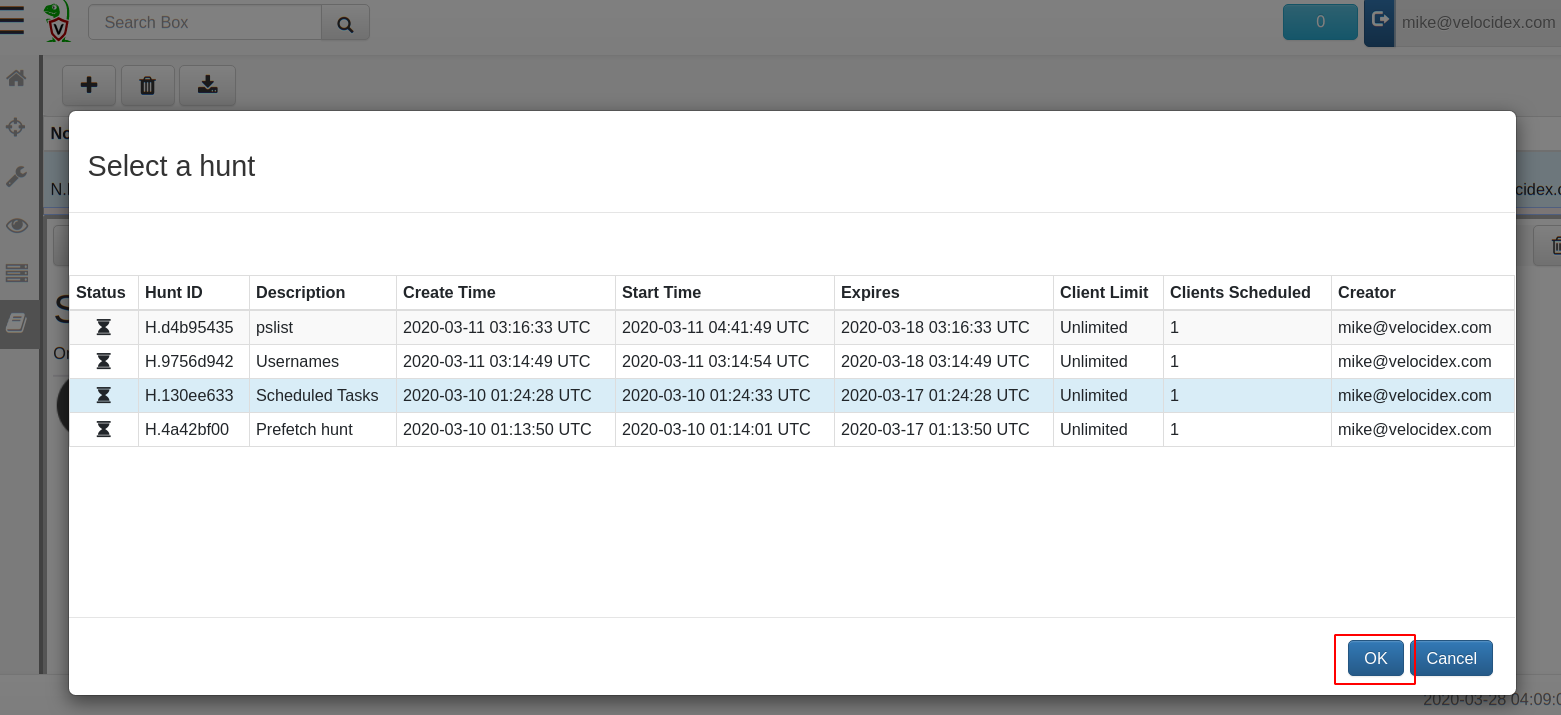 Search Box
0
mike@velocidex.com
V
No
N.
cidex.c
Select a hunt
Status Hunt ID Description Create Time Start Time Expires Client Limit Clients Scheduled Creator
H.d4b95435 pslist 2020-03-11 03:16:33 UTC 2020-03-11 04:41:49 UTC 2020-03-18 03:16:33 UTC Unlimited 1 mike@velocidex.com
H.9756d942 Usernames 2020-03-11 03:14:49 UTC 2020-03-11 03:14:54 UTC 2020-03-18 03:14:49 UTC Unlimited 1 mike@velocidex.com
H.130ee633 Scheduled Tasks 2020-03-10 01:24:28 UTC 2020-03-10 01:24:33 UTC 2020-03-17 01:24:28 UTC Unlimited 1 mike@velocidex.com
H.4a42bf00 Prefetch hunt 2020-03-10 01:13:50 UTC 2020-03-10 01:14:01 UTC 2020-03-17 01:13:50 UTC Unlimited 1 mike@velocidex.com
OK Cancel
2020-03-28 04:09:0